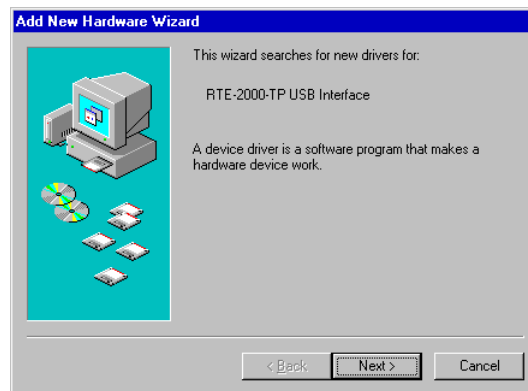 Add New Hardware Wizard
This wizard searches for new drivers for:
RTE-2000-TP USB Interface
A device driver is a software program that makes a
hardware device work.
< Back
Next >
Cancel